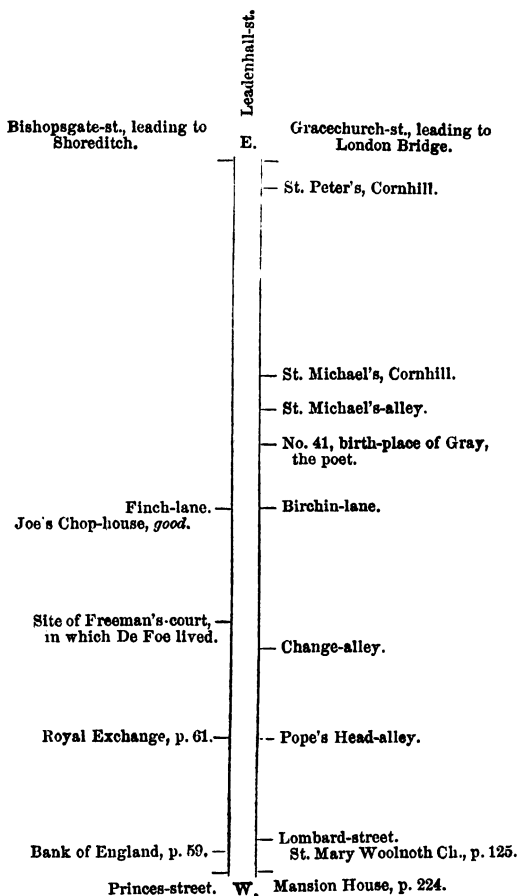 Leadenhall-st.
Bishopsgate-st., leading to
Shoreditch.
E.
Gracechurch-st., leading to
London Bridge.
St. Peter's, Cornhill.
St. Michael's, Cornhill.
St. Michael's-alley.
No. 41, birth-place of Gray,
the poet.
Finch-lane.
Joe's Chop-house, good.
Birchin-lane.
Site of Freeman's-court,
in which De Foe lived.
Change-alley.
Royal Exchange, p. 61.
Pope's Head-alley.
Lombard-street.
St. Mary Woolnoth Ch., p. 125.
Bank of England, p. 59.
Princes-street.
W.
Mansion House, p. 224.